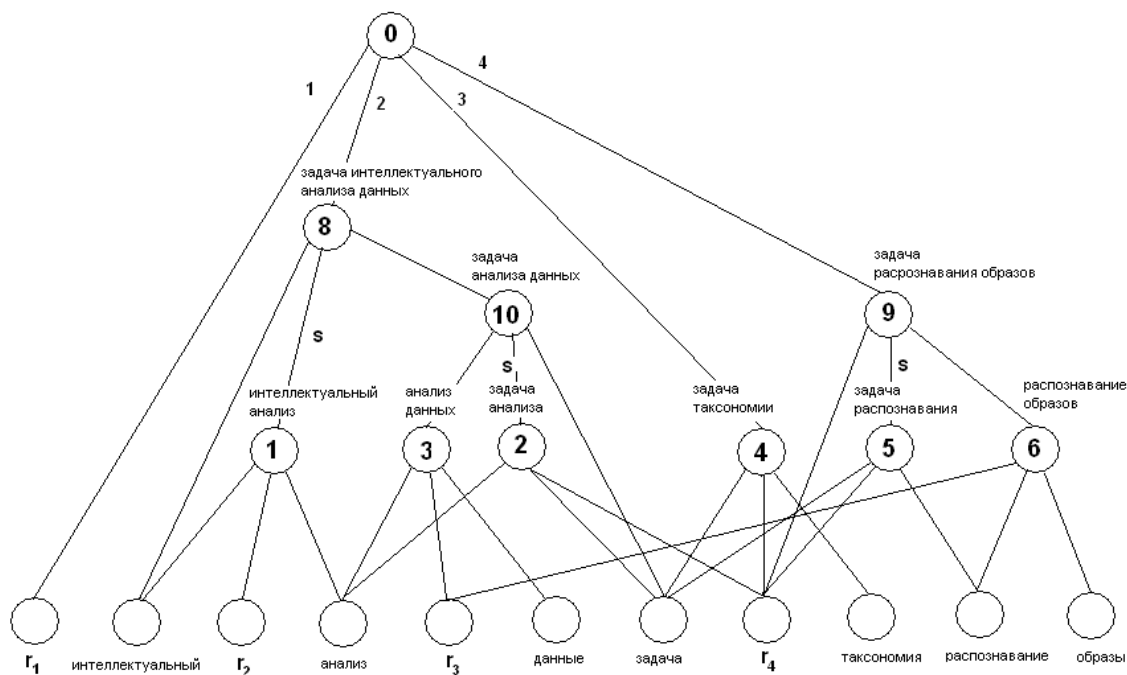 0
4
1
2
3
задача интеллектуального
анализа данных
8
задача
анализа данных
задача
расрознавания образов
10
9
s
s
s
интеллектуальный
анализ
анализ
данных
задача
анализа
задача
таксономии
задача
распознавания
распознавание
образов
1
3
2
4
5
6
r1
интеллектуальный
r2
анализ
r3
данные
задача
r4
таксономия
распознавание
образы